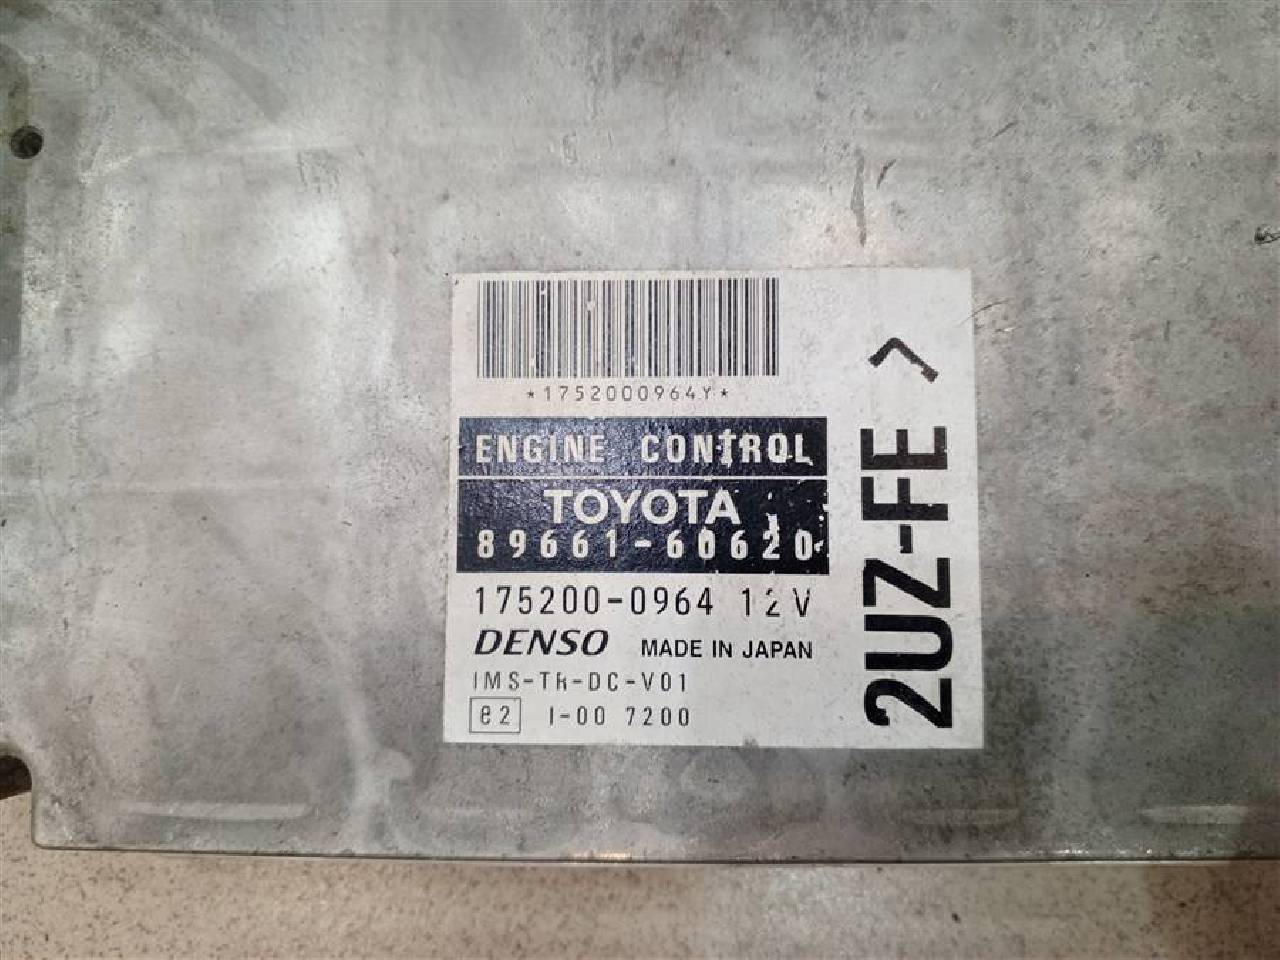 *1752000964Y*
ENGINE CONTROL
TOYOTA
89661-60620
175200-0964 12V
DENSO MADE IN JAPAN
IMS-TR-DC-V01
e2 I-00 7200
2UZ-FE >